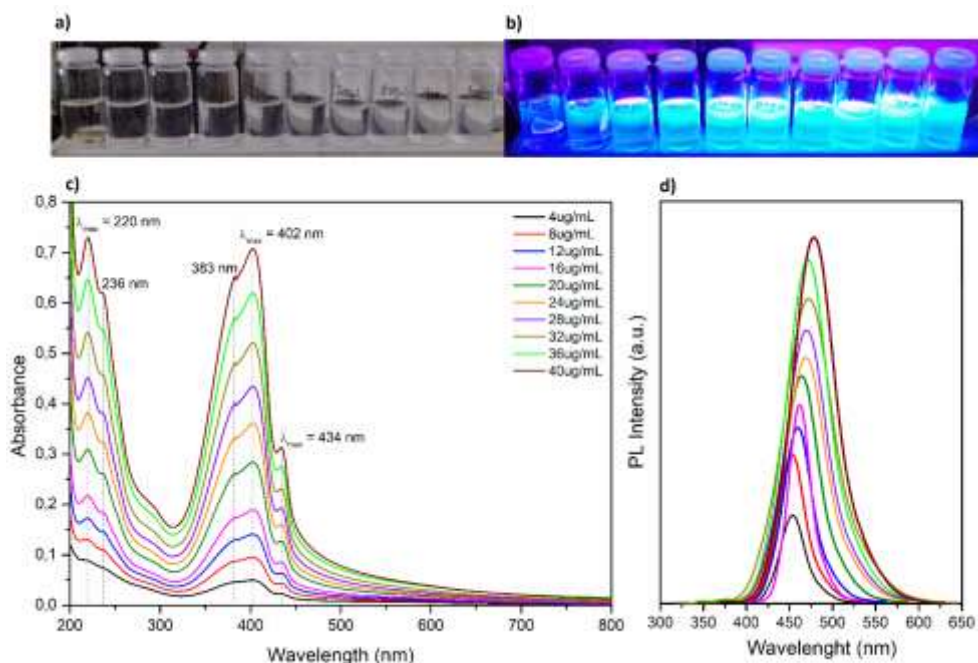 a)
b)
c)
0,8
0,7
0,6
0,5
0,4
0,3
0,2
0,1
0,0
Absorbance
200
300
400
500
600
700
800
Wavelength (nm)
λmax = 220 nm
236 nm
383 nm
λmax = 402 nm
λmax = 434 nm
4ug/mL
8ug/mL
12ug/mL
16ug/mL
20ug/mL
24ug/mL
28ug/mL
32ug/mL
36ug/mL
40ug/mL
d)
PL Intensity (a.u.)
300
350
400
450
500
550
600
650
Wavelenght (nm)